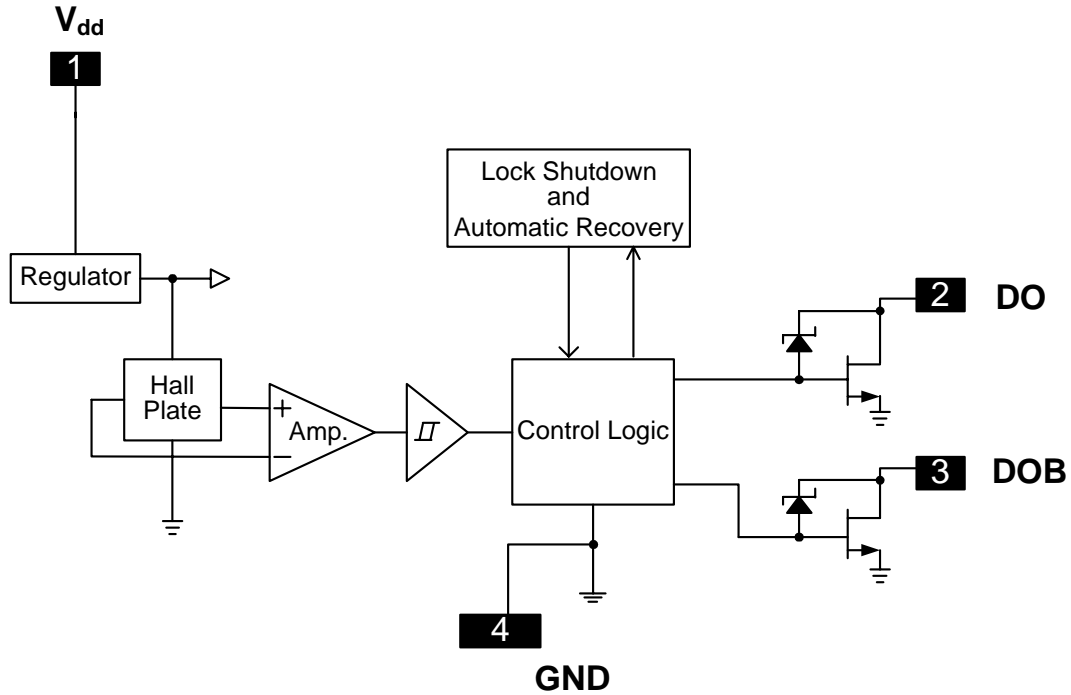 Vdd
1
Lock Shutdown
and
Automatic Recovery
Regulator
2 DO
Hall
Plate
+
Amp.
−
Control Logic
3 DOB
4
GND